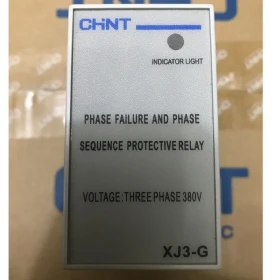 CHNT
INDICATOR LIGHT
PHASE FAILURE AND PHASE
SEQUENCE PROTECTIVE RELAY
VOLTAGE:THREE PHASE 380V
XJ3-G